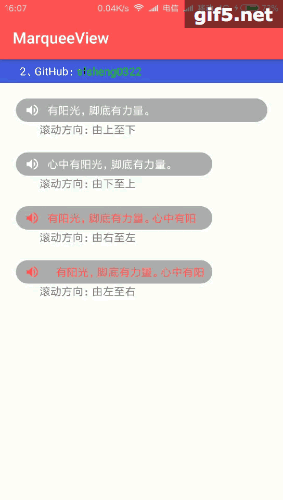 16:07
0.04K/s
电信
gif5.net
MarqueeView
2、GitHub:
有阳光，脚底有力量。
滚动方向：由上至下
心中有阳光，脚底有力量。
滚动方向：由下至上
有阳光，脚底有力量。心中有阳
滚动方向：由右至左
有阳光，脚底有力量。心中有阳
滚动方向：由左至右